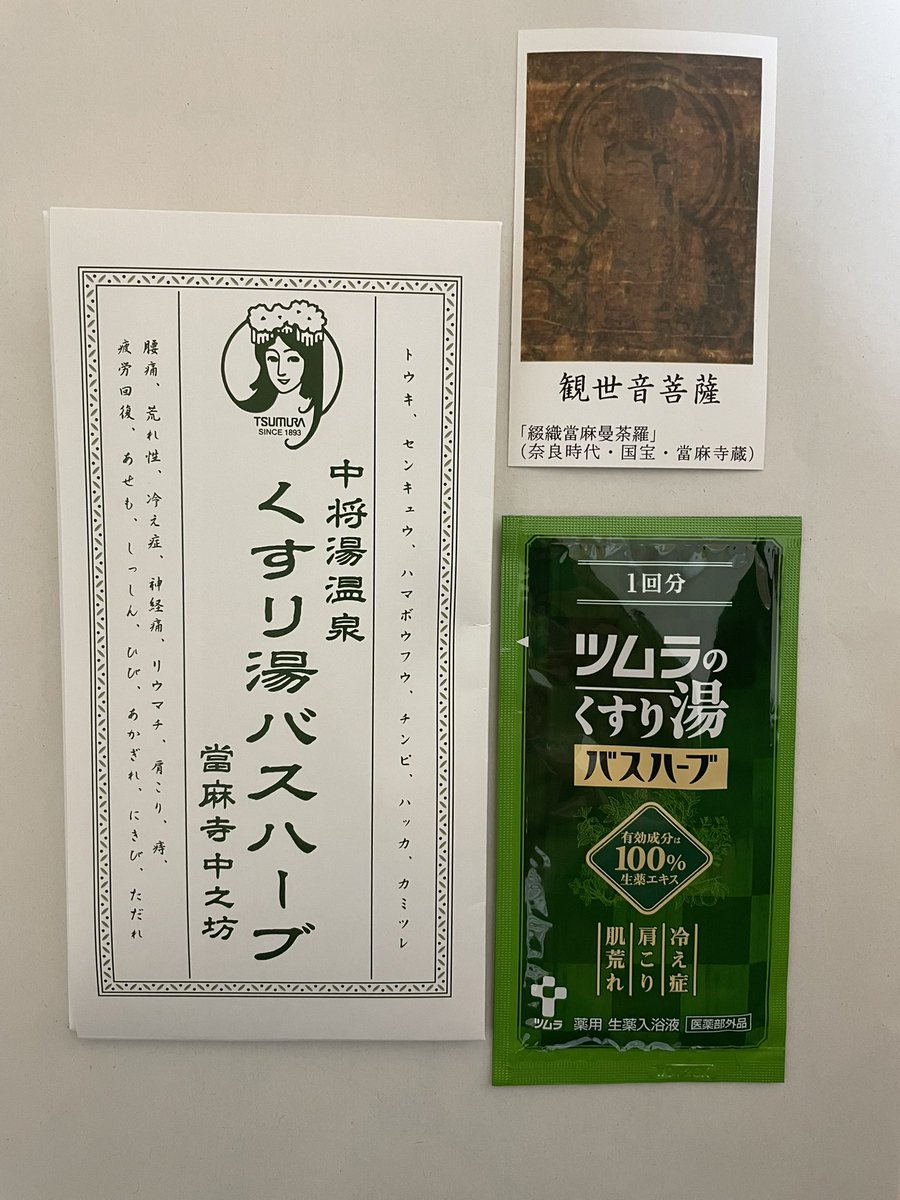 トウキ、センキュウ、ハマボウフウ、チンピ、ハッカ、カミツレ
TSUMURA
SINCE 1893
中将湯温泉
くすり湯バスハーブ
當麻寺中之坊
腰痛、荒れ性、冷え症、神経痛、リウマチ、肩こり、痔、
疲労回復、あせも、しっしん、ひび、あかぎれ、にきび、ただれ
観世音菩薩
「綴織當麻曼荼羅」
(奈良時代・国宝・當麻寺蔵)
1回分
ツムラの
くすり湯
バスハーブ
有効成分は
100%
生薬エキス
冷え症
肩こり
肌荒れ
ツムラ
薬用 生薬入浴液 医薬部外品